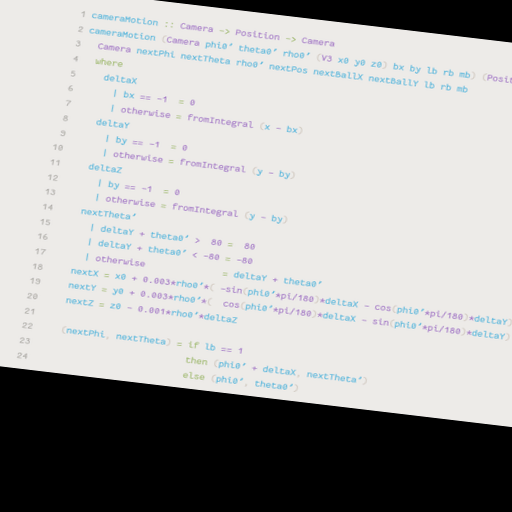 1 cameraMotion :: Camera -> Position -> Camera
2 cameraMotion (Camera phi0' theta0' rho0' (V3 x0 y0 z0) bx by lb rb mb) (Posit
3 Camera nextPhi nextTheta rho0' nextPos nextBallX nextBallY lb rb mb
4 where
5 deltaX
6 | bx == -1 = 0
7 | otherwise = fromIntegral (x - bx)
8 deltaY
9 | by == -1 = 0
10 | otherwise = fromIntegral (y - by)
11 deltaZ
12 | by == -1 = 0
13 | otherwise = fromIntegral (y - by)
14 nextTheta'
15 | deltaY + theta0' > 80 = 80
16 | deltaY + theta0' < -80 = -80
17 | otherwise = deltaY + theta0'
18 nextX = x0 + 0.003*rho0'*( -sin(phi0'*pi/180)*deltaX - cos(phi0'*pi/180)*deltaY)
19 nextY = y0 + 0.003*rho0'*( cos(phi0'*pi/180)*deltaX - sin(phi0'*pi/180)*deltaY)
20 nextZ = z0 - 0.001*rho0'*deltaZ
21
22 (nextPhi, nextTheta) = if lb == 1
23 then (phi0' + deltaX, nextTheta')
24 else (phi0', theta0')